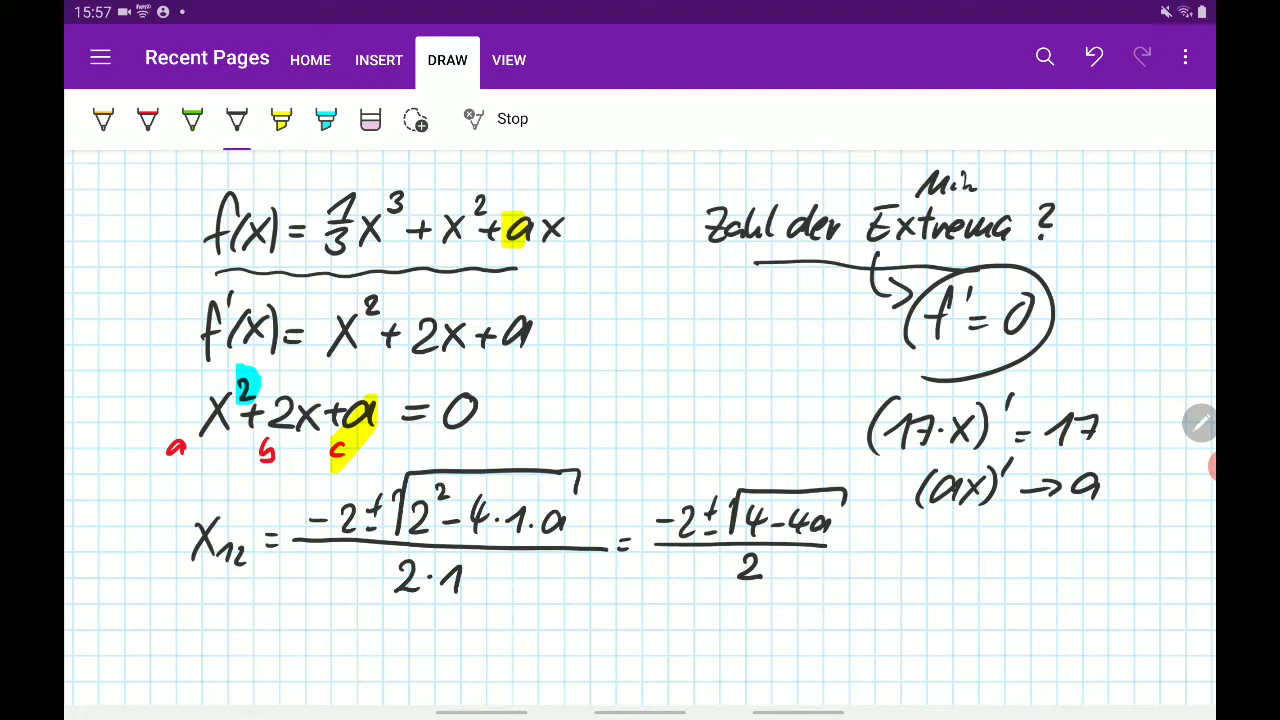 15:57
Recent Pages HOME INSERT DRAW VIEW
Stop
f(x) = 1/3 x³ + x² + ax
Zahl der Extrema ?
f'(x) = x² + 2x + a
f' = 0
x² + 2x + a = 0
a b c
(17·x)' = 17
(ax)' → a
x₁₂ = (-2 ± √(2² - 4·1·a)) / (2·1) = (-2 ± √(4 - 4a)) / 2